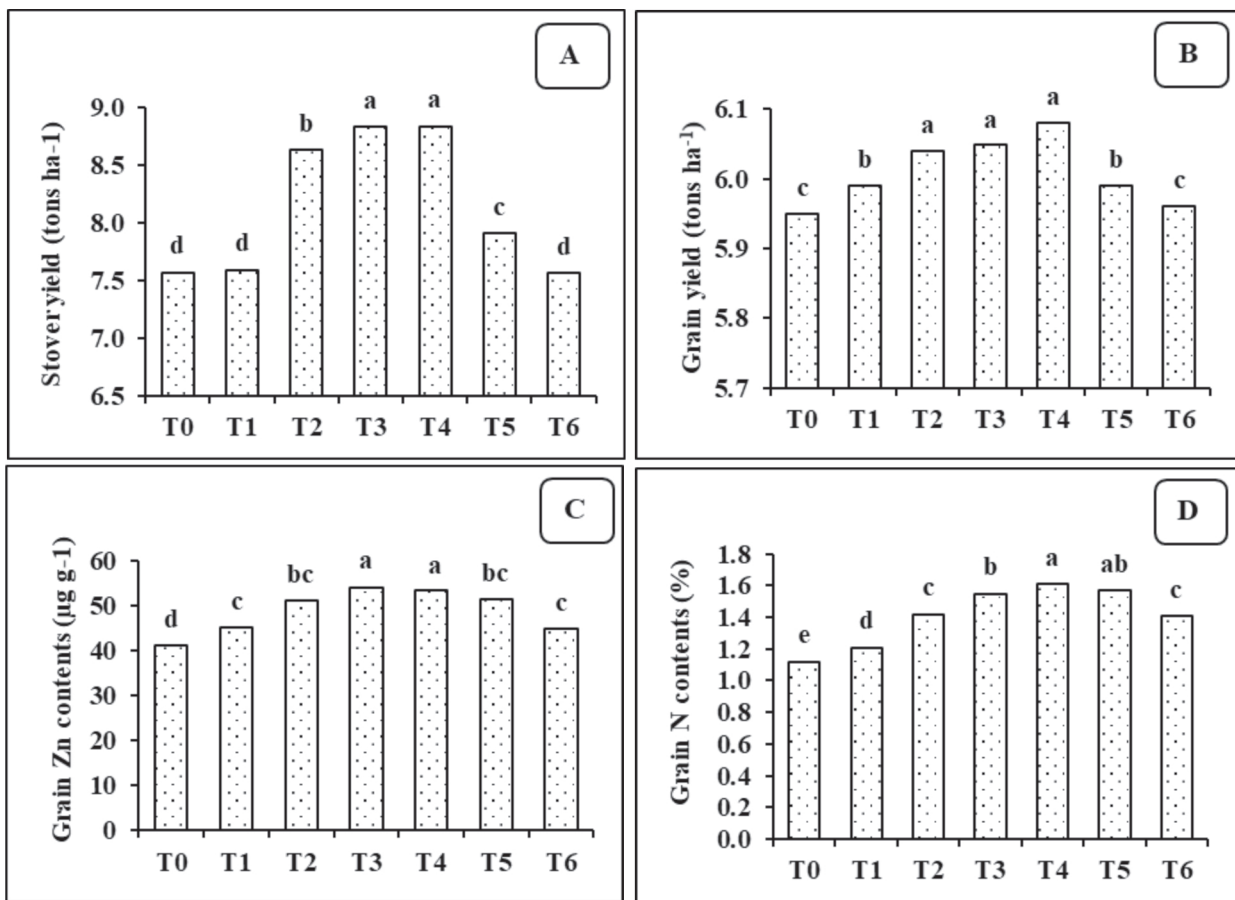 A
Stover yield (tons ha-1)
9.0
8.5
8.0
7.5
7.0
6.5
d d b a a c d
T0 T1 T2 T3 T4 T5 T6
B
Grain yield (tons ha⁻¹)
6.1
6.0
5.9
5.8
5.7
c b a a a b c
T0 T1 T2 T3 T4 T5 T6
C
Grain Zn contents (µg g-1)
60
50
40
30
20
10
0
d c bc a a bc c
T0 T1 T2 T3 T4 T5 T6
D
Grain N contents (%)
1.8
1.6
1.4
1.2
1.0
0.8
0.6
0.4
0.2
0.0
e d c b a ab c
T0 T1 T2 T3 T4 T5 T6